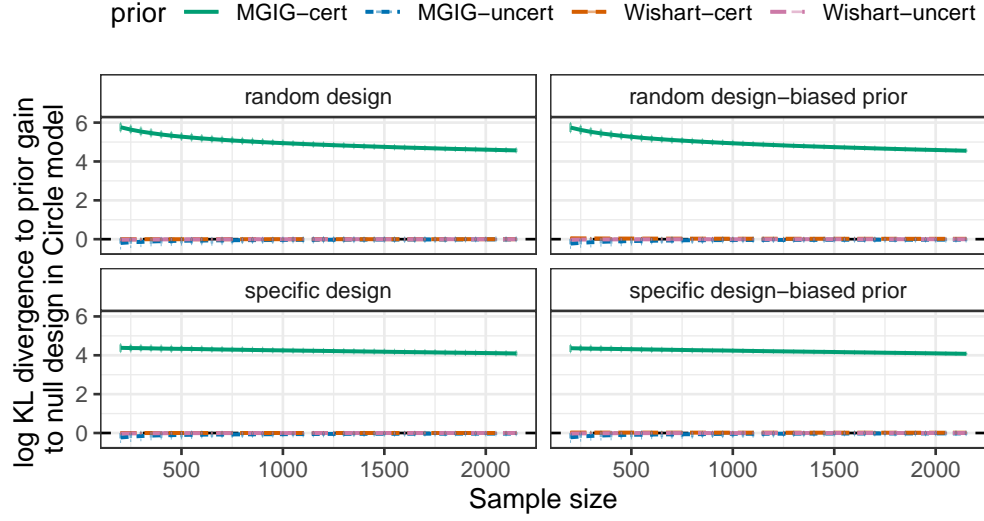 prior MGIG−cert MGIG−uncert Wishart−cert Wishart−uncert
random design
random design−biased prior
6
4
2
0
specific design
specific design−biased prior
6
4
2
0
500 1000 1500 2000
500 1000 1500 2000
Sample size
log KL divergence to prior gain
to null design in Circle model